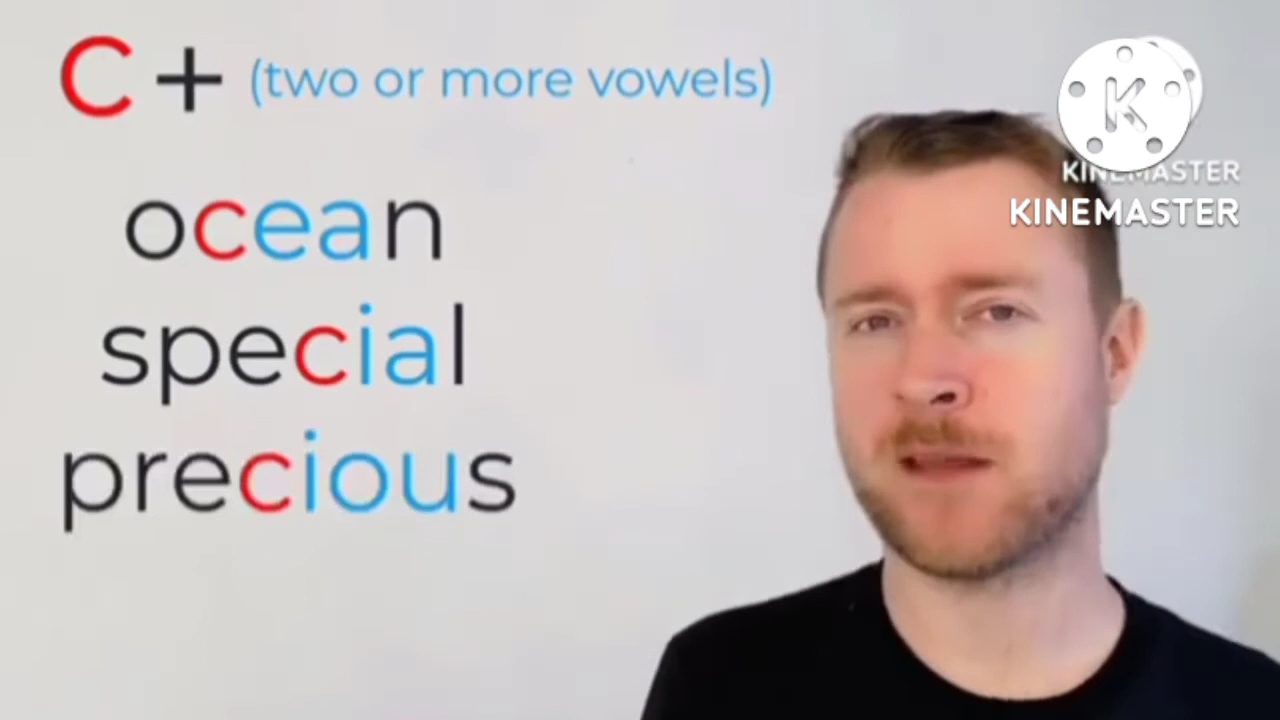 C + (two or more vowels)
ocean
special
precious
K
KINEMASTER
KINEMASTER